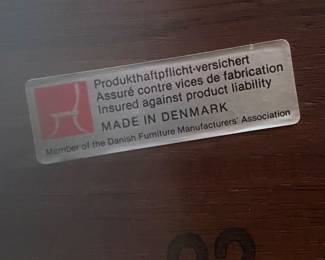 Produkthaftpflicht-versichert
Assuré contre vices de fabrication
Insured against product liability
MADE IN DENMARK
Member of the Danish Furniture Manufacturers' Association